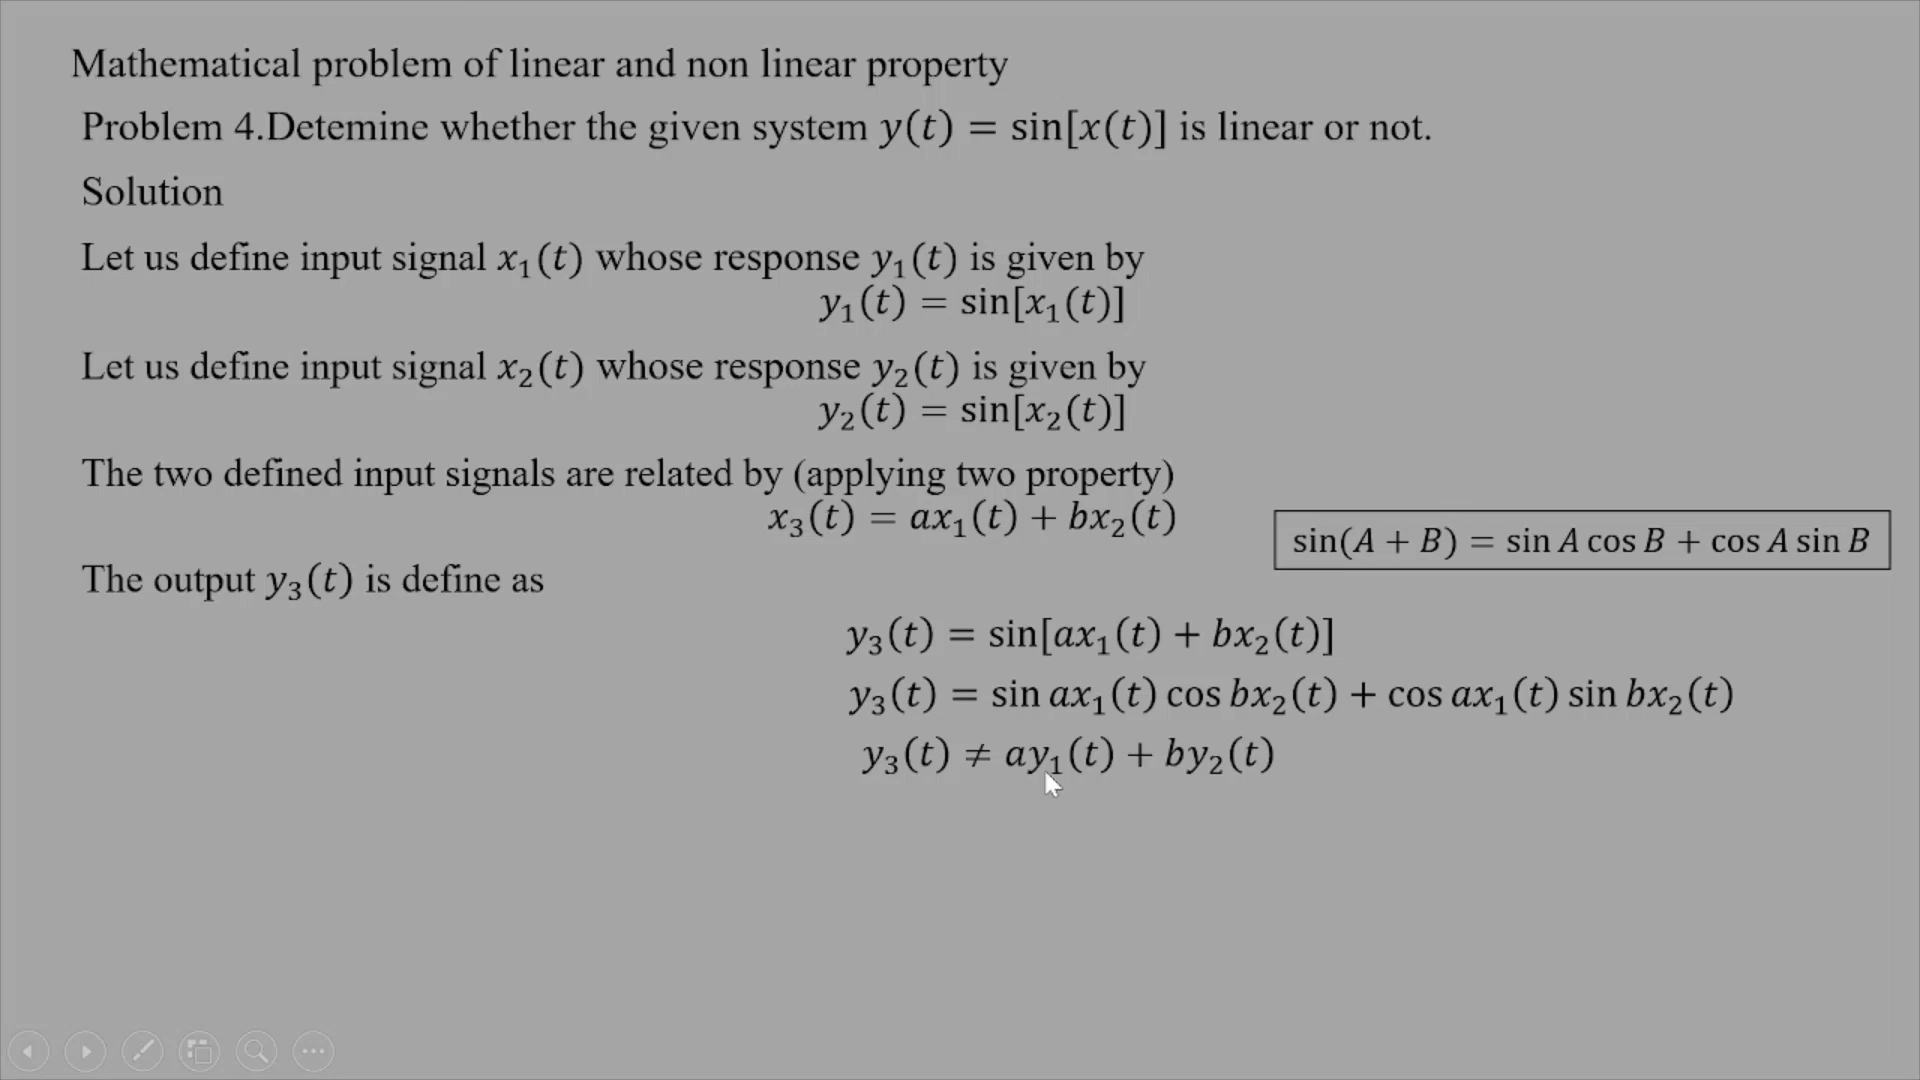 Mathematical problem of linear and non linear property
Problem 4.Detemine whether the given system y(t) = sin[x(t)] is linear or not.
Solution
Let us define input signal x₁(t) whose response y₁(t) is given by
y₁(t) = sin[x₁(t)]
Let us define input signal x₂(t) whose response y₂(t) is given by
y₂(t) = sin[x₂(t)]
The two defined input signals are related by (applying two property)
x₃(t) = ax₁(t) + bx₂(t)
sin(A + B) = sin A cos B + cos A sin B
The output y₃(t) is define as
y₃(t) = sin[ax₁(t) + bx₂(t)]
y₃(t) = sin ax₁(t) cos bx₂(t) + cos ax₁(t) sin bx₂(t)
y₃(t) ≠ ay₁(t) + by₂(t)